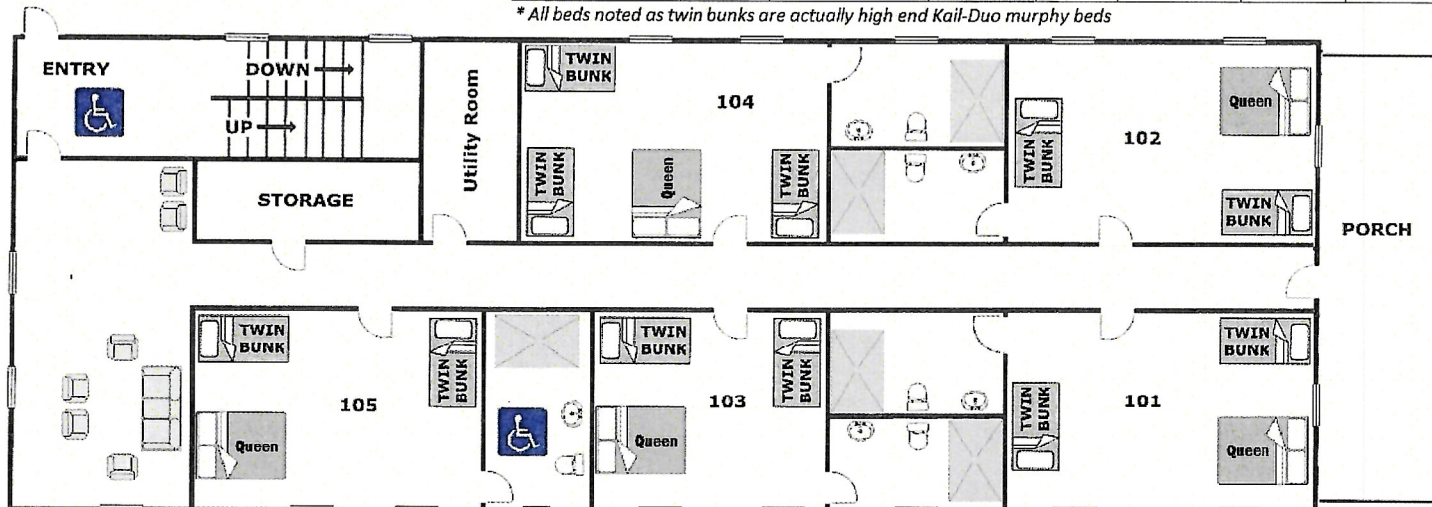 * All beds noted as twin bunks are actually high end Kail-Duo murphy beds
ENTRY
DOWN
UP
STORAGE
Utility Room
TWIN
BUNK
104
TWIN
BUNK
Queen
TWIN
BUNK
102
TWIN
BUNK
Queen
TWIN
BUNK
PORCH
TWIN
BUNK
TWIN
BUNK
105
Queen
TWIN
BUNK
TWIN
BUNK
103
Queen
TWIN
BUNK
101
TWIN
BUNK
Queen